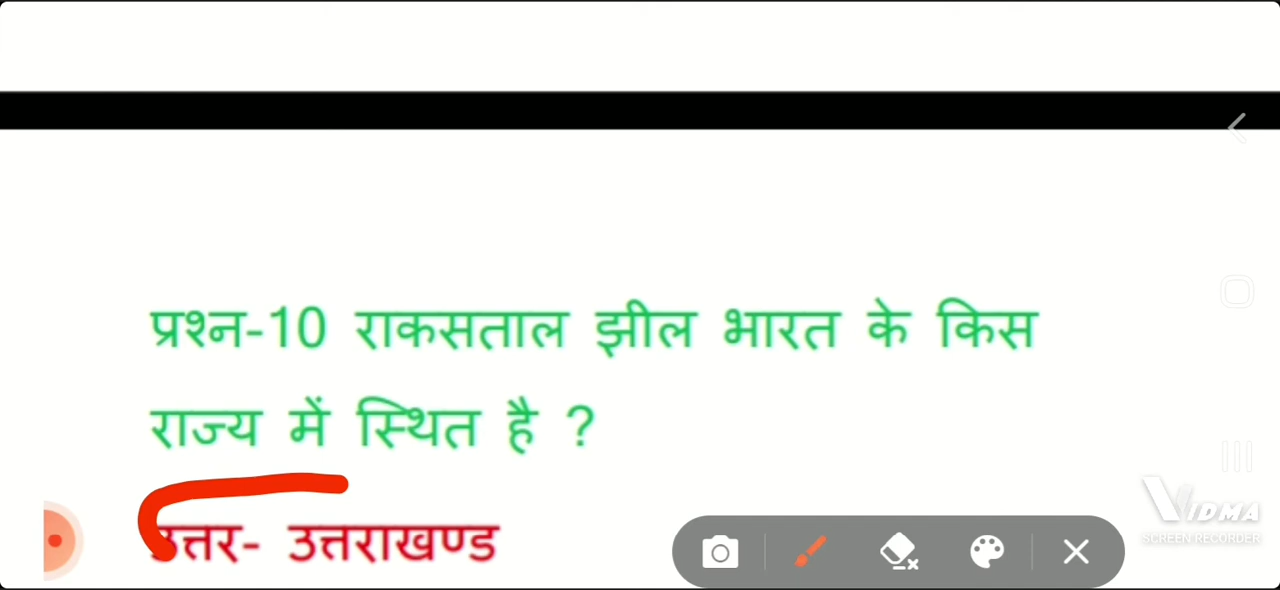 प्रश्न-10 राकसताल झील भारत के किस
राज्य में स्थित है ?
उत्तर- उत्तराखण्ड
VIDMA
SCREEN RECORDER